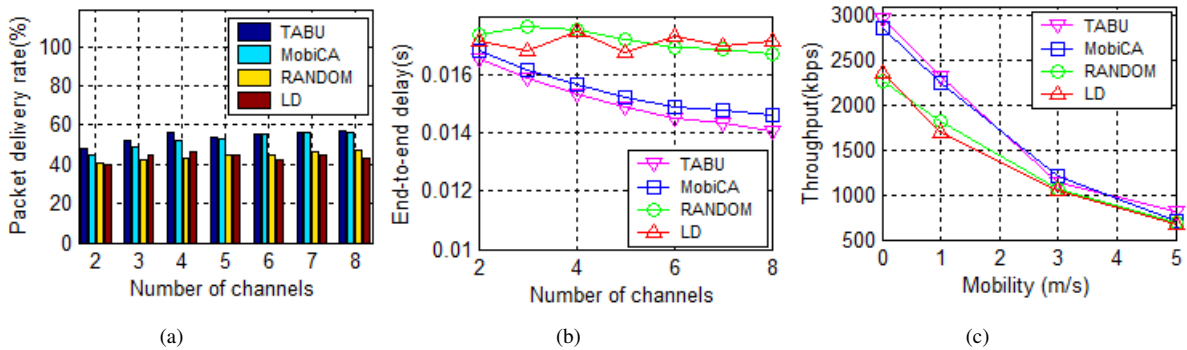 Packet delivery rate(%)
100
80
60
40
20
0
TABU
MobiCA
RANDOM
LD
2 3 4 5 6 7 8
Number of channels
(a)
End-to-end delay(s)
0.016
0.014
0.012
0.01
TABU
MobiCA
RANDOM
LD
2 4 6 8
Number of channels
(b)
Throughput(kbps)
3000
2500
2000
1500
1000
500
TABU
MobiCA
RANDOM
LD
0 1 2 3 4 5
Mobility (m/s)
(c)